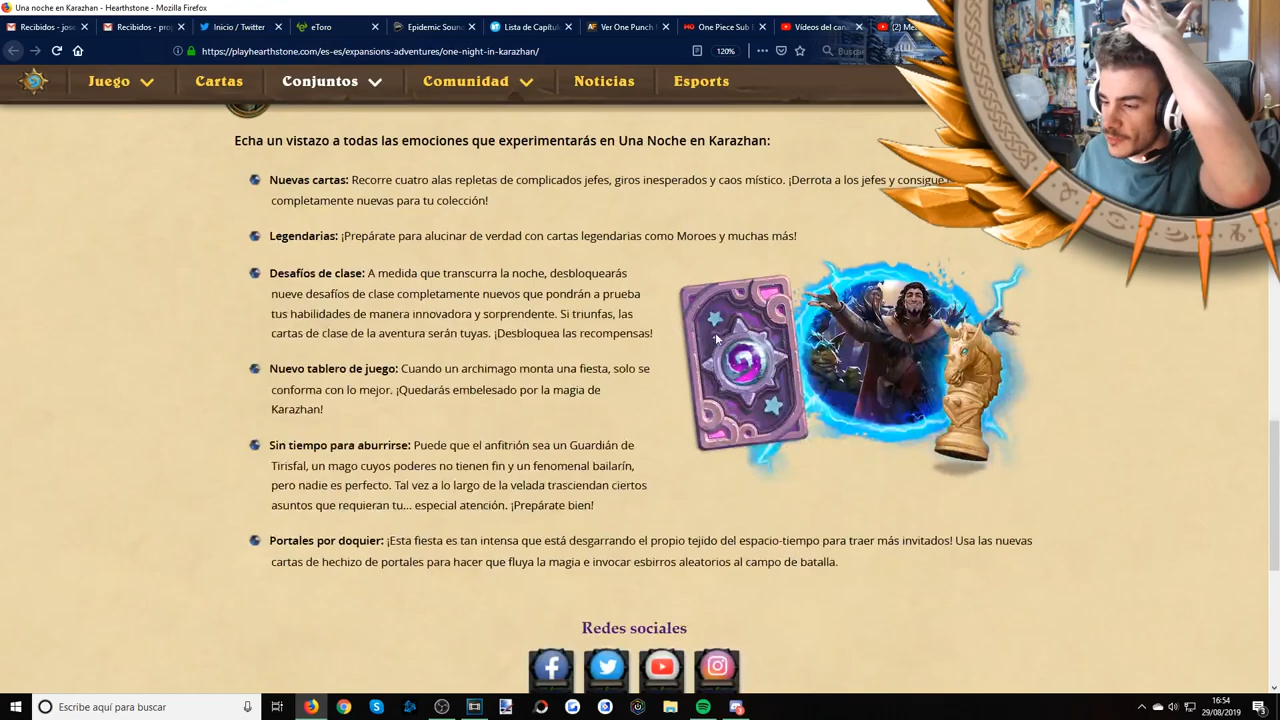 Una noche en Karazhan - Hearthstone - Mozilla Firefox
Recibidos - jose
Recibidos - pro
Inicio / Twitter
eToro
Epidemic Sound
Lista de Capítul
Ver One Punch M
One Piece Sub E
Vídeos del cana
(2) Me
https://playhearthstone.com/es-es/expansions-adventures/one-night-in-karazhan/
120%
Busca
Juego
Cartas
Conjuntos
Comunidad
Noticias
Esports
Echa un vistazo a todas las emociones que experimentarás en Una Noche en Karazhan:
Nuevas cartas: Recorre cuatro alas repletas de complicados jefes, giros inesperados y caos místico. ¡Derrota a los jefes y consigue
completamente nuevas para tu colección!
Legendarias: ¡Prepárate para alucinar de verdad con cartas legendarias como Moroes y muchas más!
Desafíos de clase: A medida que transcurra la noche, desbloquearás
nueve desafíos de clase completamente nuevos que pondrán a prueba
tus habilidades de manera innovadora y sorprendente. Si triunfas, las
cartas de clase de la aventura serán tuyas. ¡Desbloquea las recompensas!
Nuevo tablero de juego: Cuando un archimago monta una fiesta, solo se
conforma con lo mejor. ¡Quedarás embelesado por la magia de
Karazhan!
Sin tiempo para aburrirse: Puede que el anfitrión sea un Guardián de
Tirisfal, un mago cuyos poderes no tienen fin y un fenomenal bailarín,
pero nadie es perfecto. Tal vez a lo largo de la velada trasciendan ciertos
asuntos que requieran tu... especial atención. ¡Prepárate bien!
Portales por doquier: ¡Esta fiesta es tan intensa que está desgarrando el propio tejido del espacio-tiempo para traer más invitados! Usa las nuevas
cartas de hechizo de portales para hacer que fluya la magia e invocar esbirros aleatorios al campo de batalla.
Redes sociales
Escribe aquí para buscar
16:54
29/08/2019